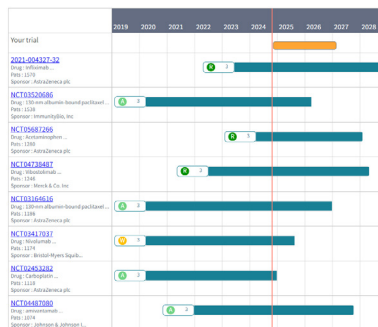 2019 2020 2021 2022 2023 2024 2025 2026 2027 2028
Your trial
2021-004327-32
Drug : Infliximab ...
Pats : 1570
Sponsor : AstraZeneca plc
R 3
NCT03520686
Drug : 130-nm albumin-bound paclitaxel ...
Pats : 1536
Sponsor : ImmunityBio, Inc
A 3
NCT05687266
Drug : Acetaminophen ...
Pats : 1350
Sponsor : AstraZeneca plc
R 3
NCT04738487
Drug : Vibostolimab ...
Pats : 1246
Sponsor : Merck & Co. Inc
R 3
NCT03164616
Drug : 130-nm albumin-bound paclitaxel ...
Pats : 1186
Sponsor : AstraZeneca plc
A 3
NCT03417037
Drug : Nivolumab ...
Pats : 1174
Sponsor : Bristol-Myers Squib...
W 3
NCT02453282
Drug : Carboplatin ...
Pats : 1118
Sponsor : AstraZeneca plc
A 3
NCT04487080
Drug : amivantamab ...
Pats : 1074
Sponsor : Johnson & Johnson I...
A 3